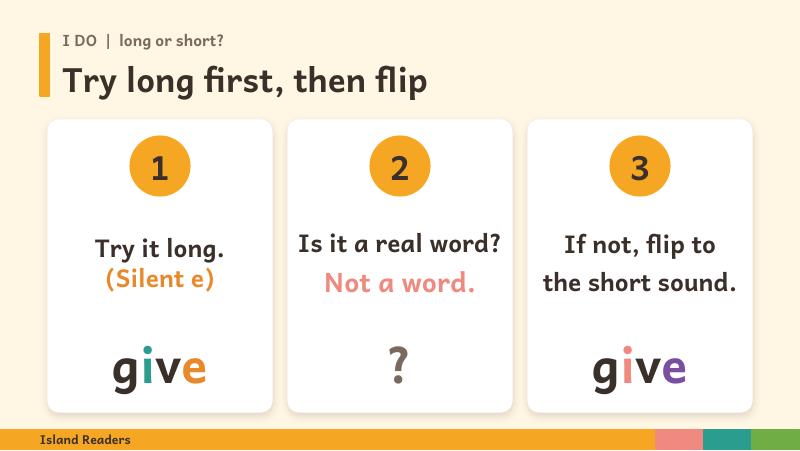 I DO | long or short?
Try long first, then flip
1
Try it long.
(Silent e)
give
2
Is it a real word?
Not a word.
?
3
If not, flip to
the short sound.
give
Island Readers